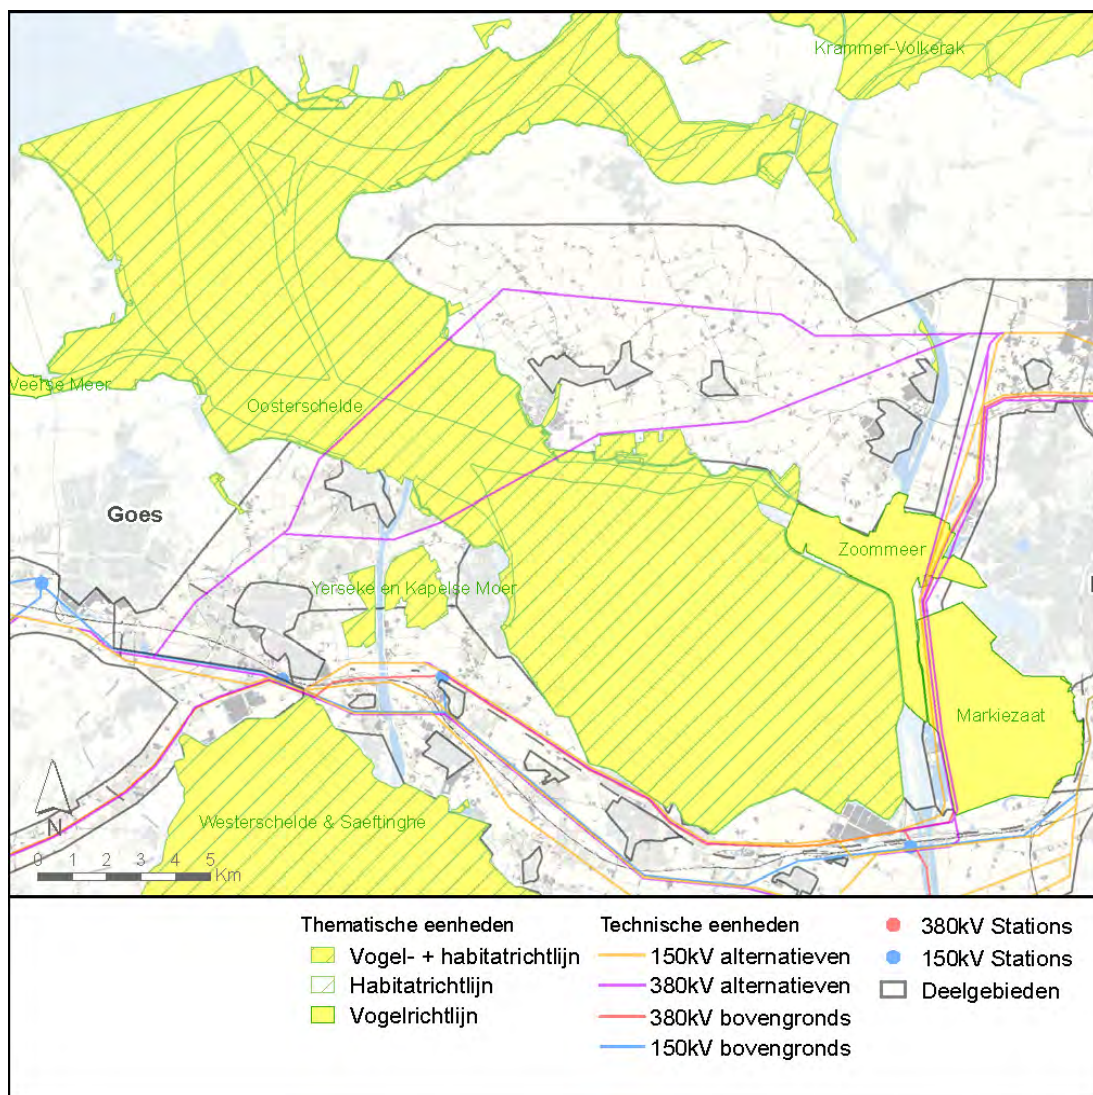 Krammer-Volkerak
Veerse Meer
Oosterschelde
Goes
Zoommeer
Yerseke en Kapelse Moer
Markiezaat
Westerschelde & Saeftinghe
N
0 1 2 3 4 5
Km
Thematische eenheden
Vogel- + habitatrichtlijn
Habitatrichtlijn
Vogelrichtlijn
Technische eenheden
150kV alternatieven
380kV alternatieven
380kV bovengronds
150kV bovengronds
380kV Stations
150kV Stations
Deelgebieden